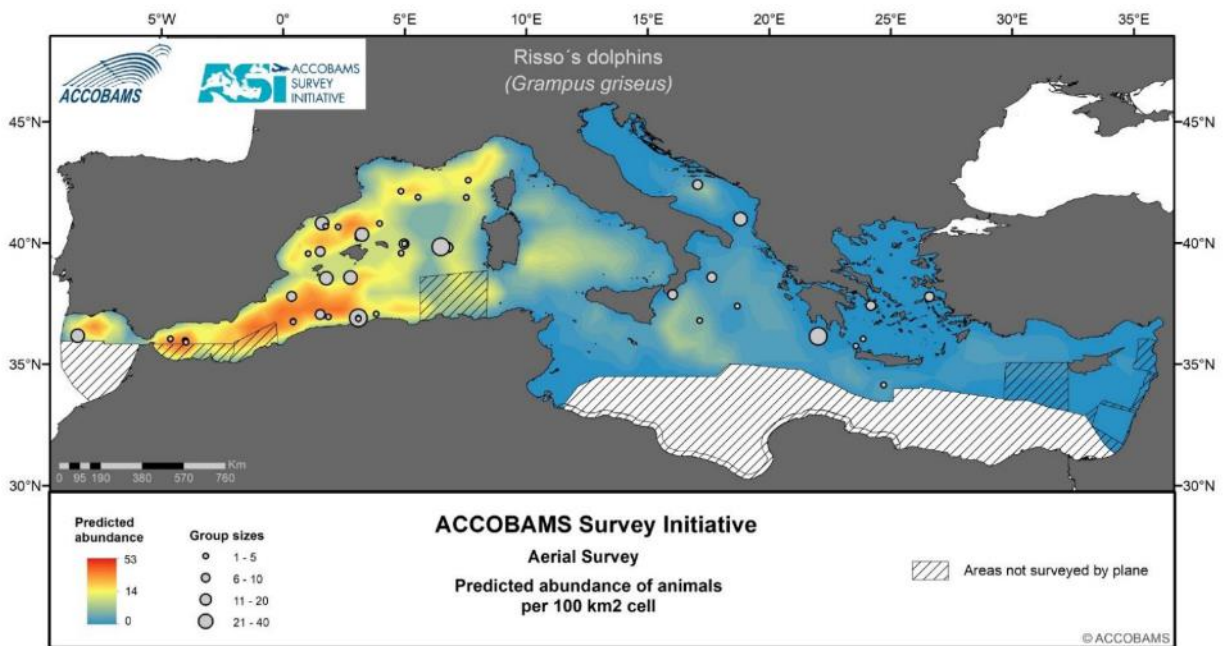 5°W 0° 5°E 10°E 15°E 20°E 25°E 30°E 35°E
ACCOBAMS
ASI ACCOBAMS
SURVEY
INITIATIVE
Risso´s dolphins
(Grampus griseus)
45°N 45°N
40°N 40°N
35°N 35°N
30°N 30°N
Km
0 95 190 380 570 760
Predicted
abundance
53
14
0
Group sizes
1 - 5
6 - 10
11 - 20
21 - 40
ACCOBAMS Survey Initiative
Aerial Survey
Predicted abundance of animals
per 100 km2 cell
Areas not surveyed by plane
© ACCOBAMS